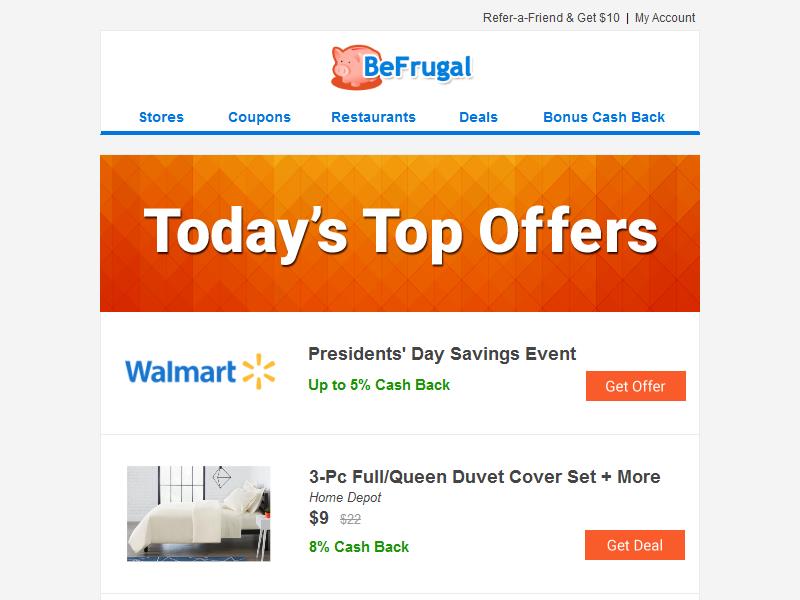 Refer-a-Friend & Get $10 | My Account
BeFrugal
Stores Coupons Restaurants Deals Bonus Cash Back
Today's Top Offers
Walmart
Presidents' Day Savings Event
Up to 5% Cash Back
Get Offer
3-Pc Full/Queen Duvet Cover Set + More
Home Depot
$9 $22
8% Cash Back
Get Deal